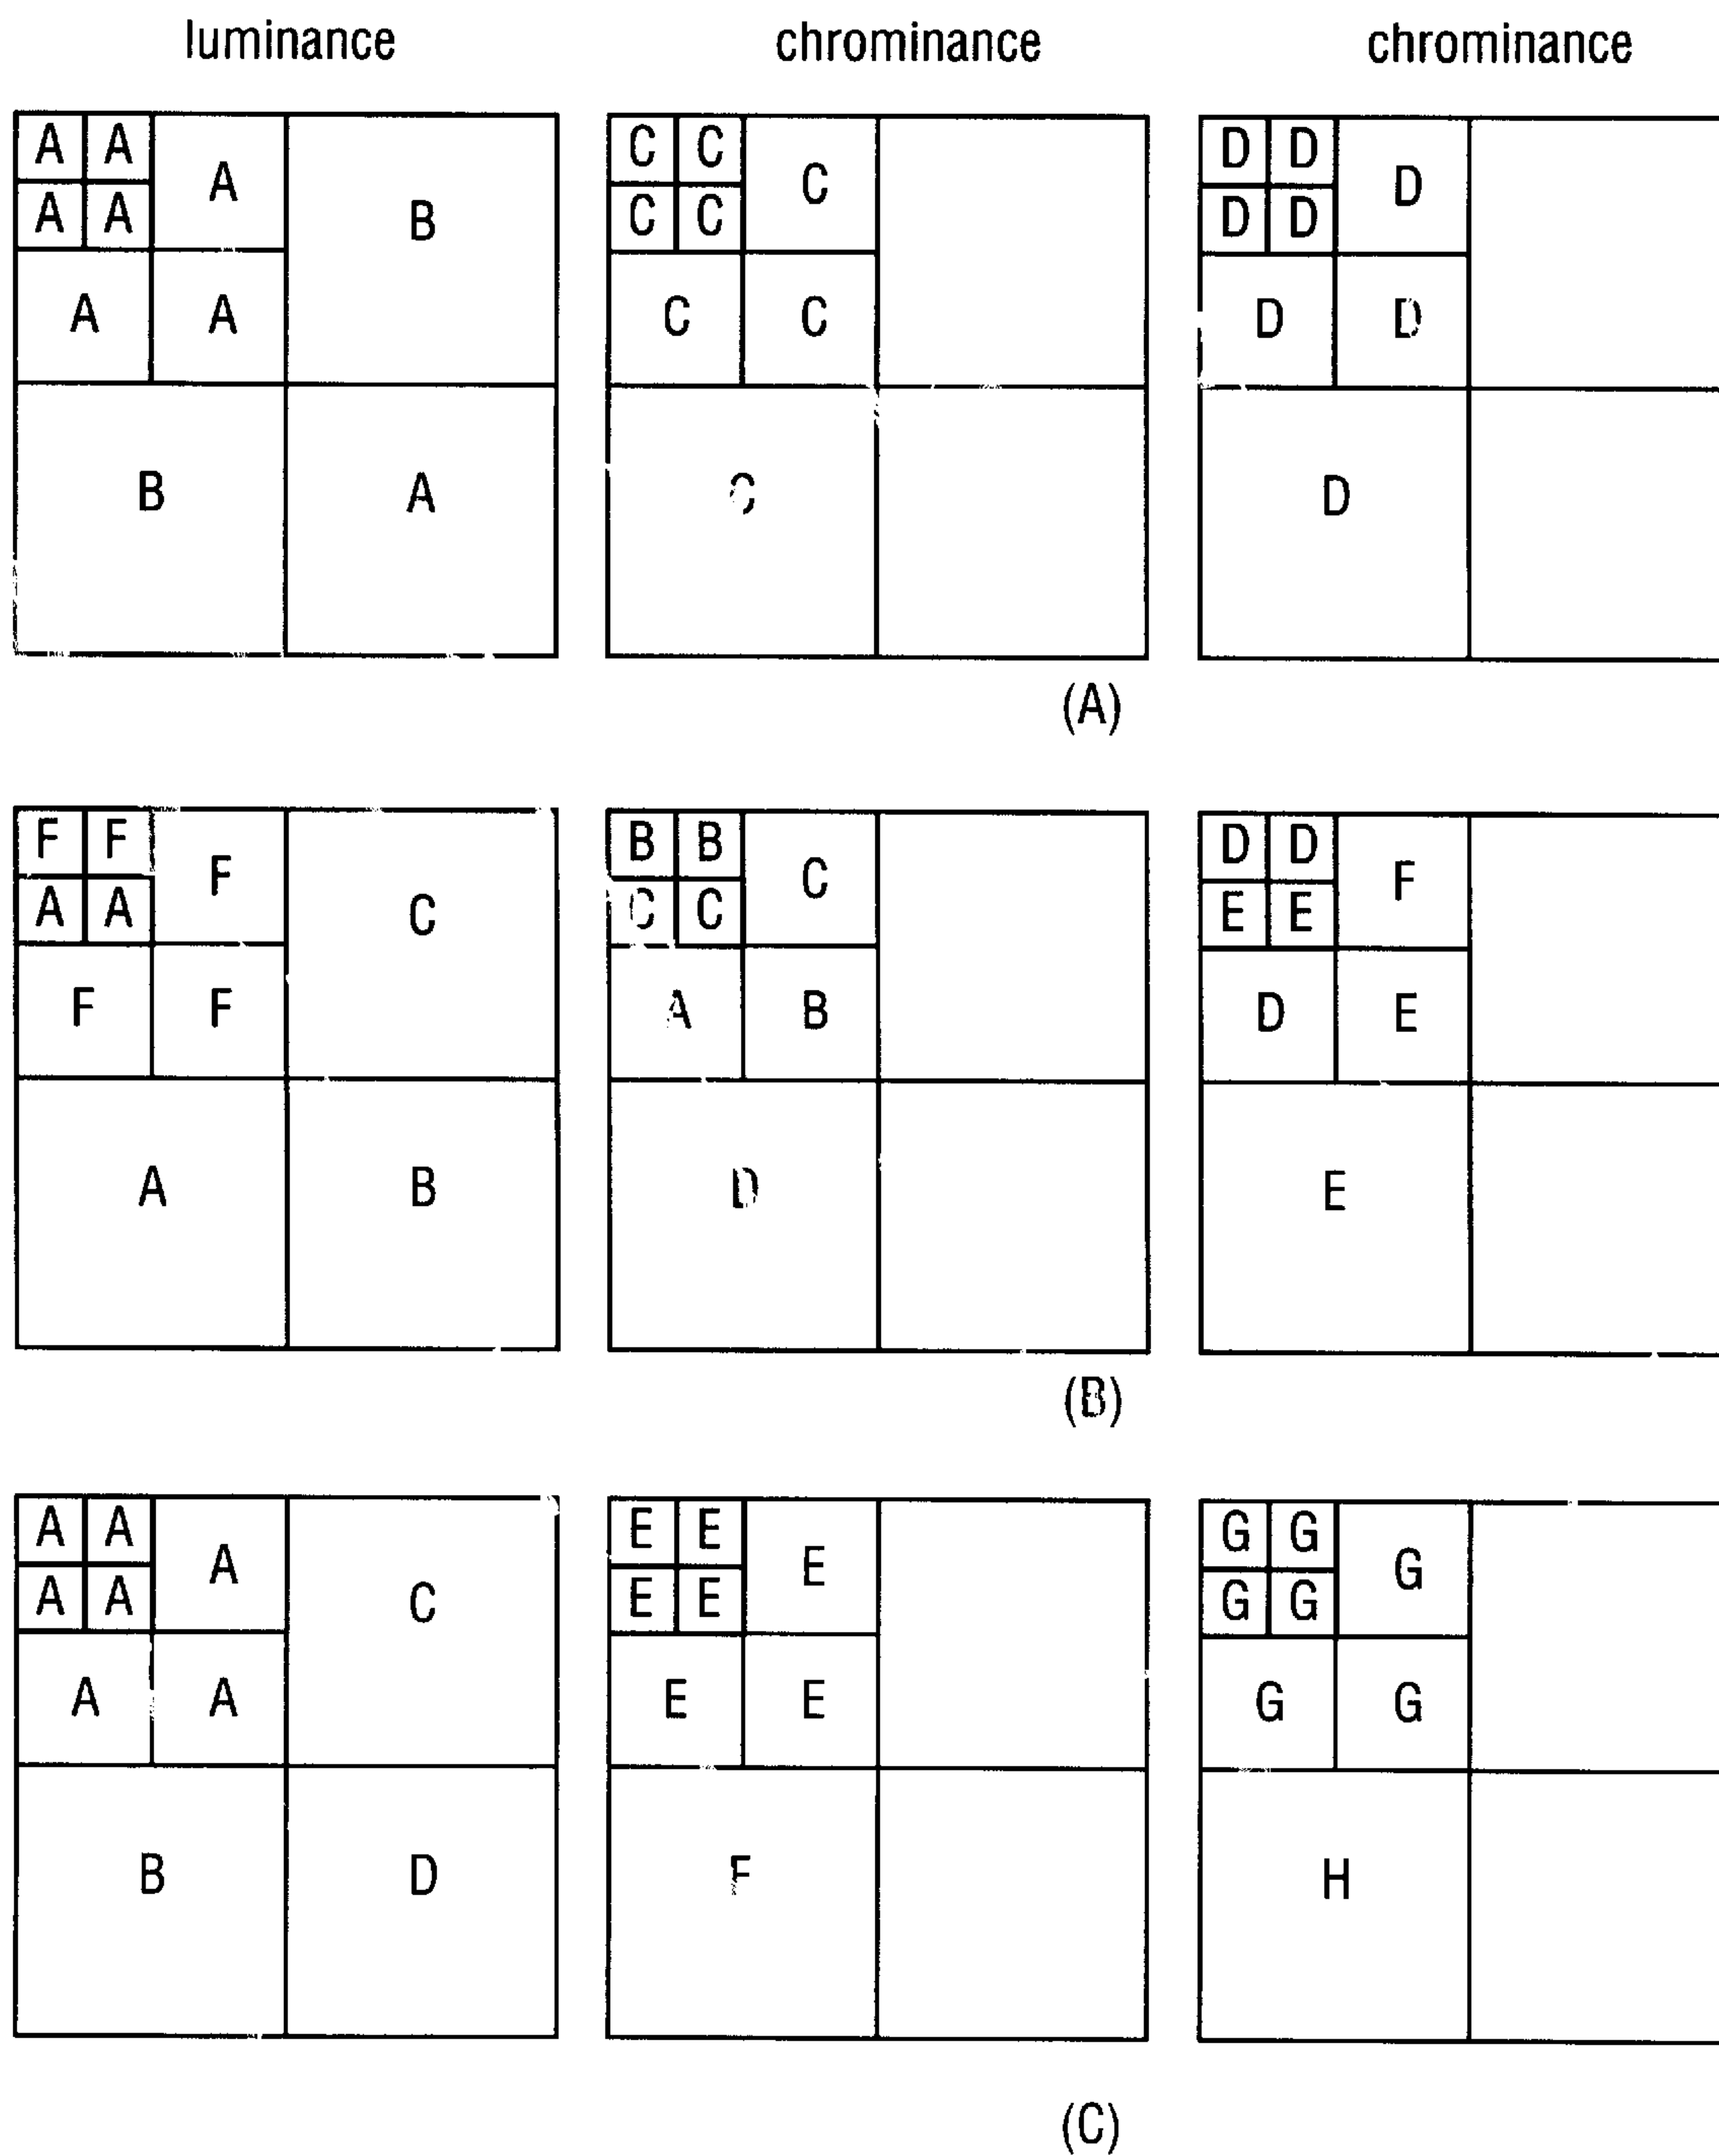 luminance chrominance chrominance
A A A B C C C D D D
A A C C D D
A A C C D D
B A C D
(A)
F F F C B B C D D F
A A C C E E
F F A B D E
A B D E
(B)
A A A C E E E G G G
A A E E G G
A A E E G G
B D F H
(C)